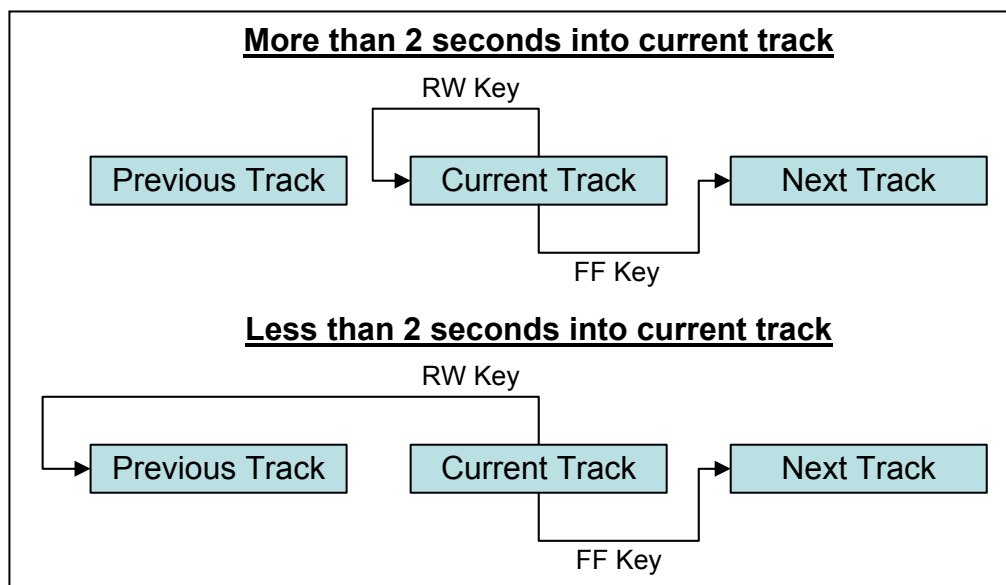 More than 2 seconds into current track
RW Key
Previous Track
Current Track
Next Track
FF Key
Less than 2 seconds into current track
RW Key
Previous Track
Current Track
Next Track
FF Key